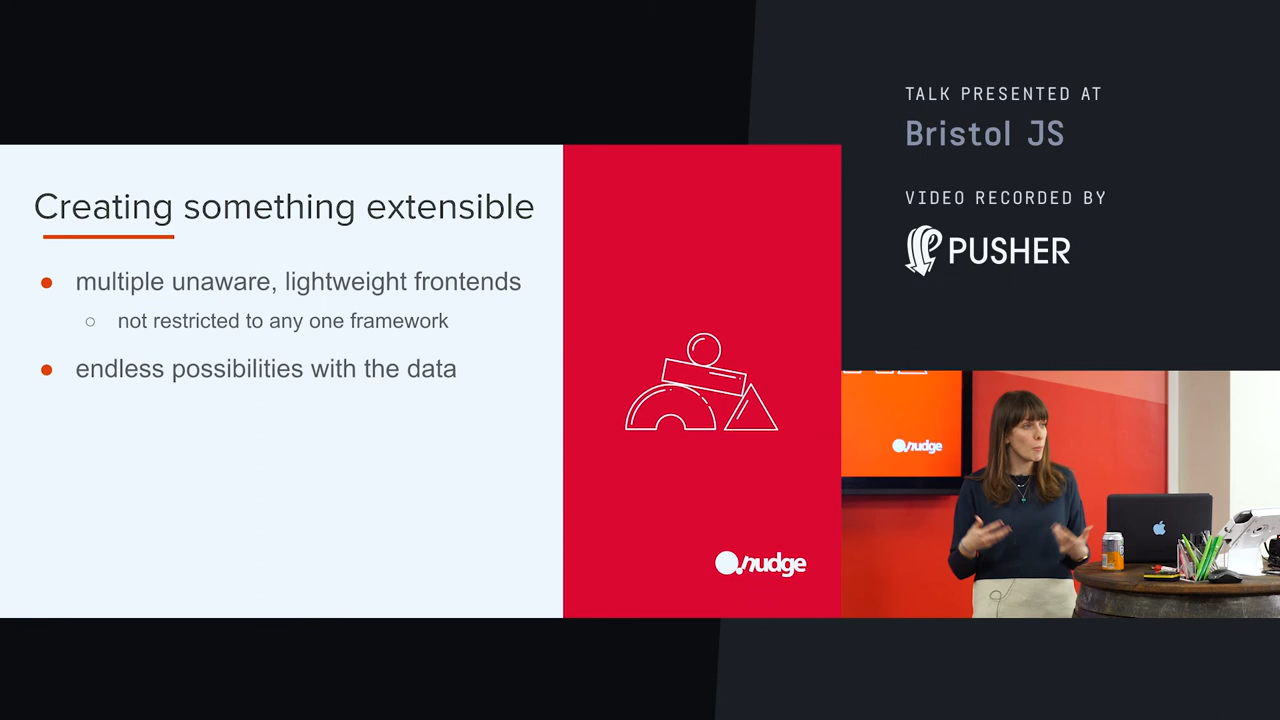 Creating something extensible
multiple unaware, lightweight frontends
not restricted to any one framework
endless possibilities with the data
nudge
TALK PRESENTED AT
Bristol JS
VIDEO RECORDED BY
PUSHER
nudge